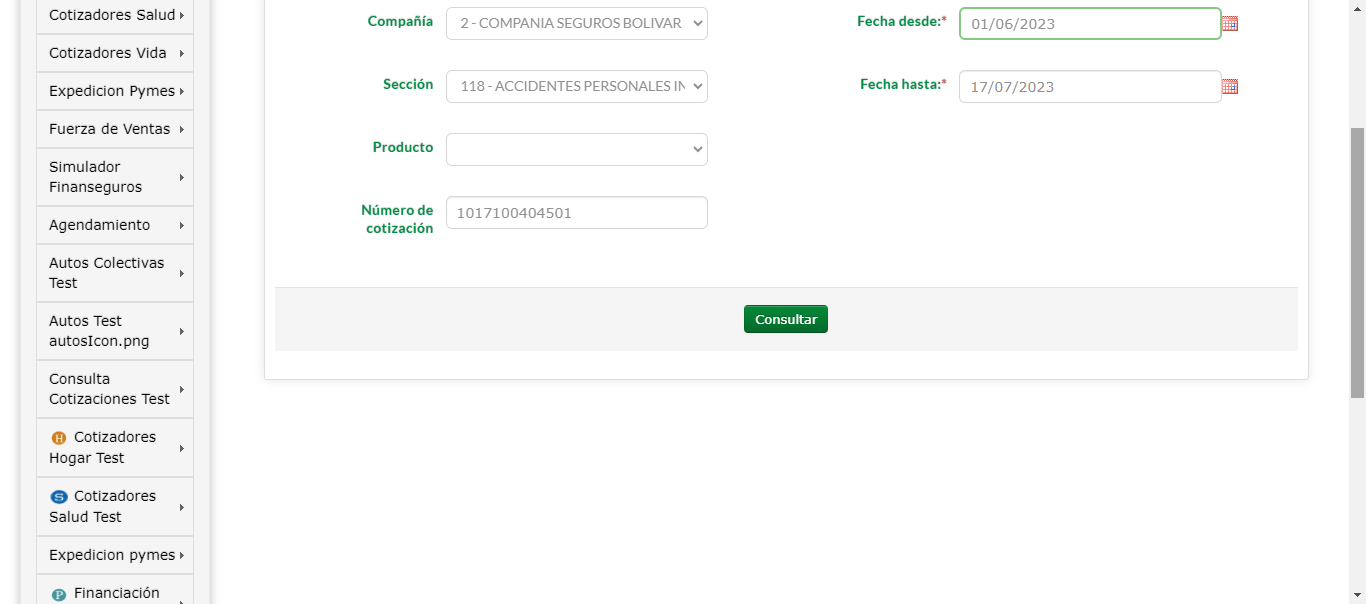 Cotizadores Salud
Cotizadores Vida
Expedicion Pymes
Fuerza de Ventas
Simulador
Finanseguros
Agendamiento
Autos Colectivas
Test
Autos Test
autosIcon.png
Consulta
Cotizaciones Test
H Cotizadores
Hogar Test
S Cotizadores
Salud Test
Expedicion pymes
P Financiación
Compañía
2 - COMPANIA SEGUROS BOLIVAR
Fecha desde:*
01/06/2023
Sección
118 - ACCIDENTES PERSONALES IN
Fecha hasta:*
17/07/2023
Producto
Número de
cotización
1017100404501
Consultar